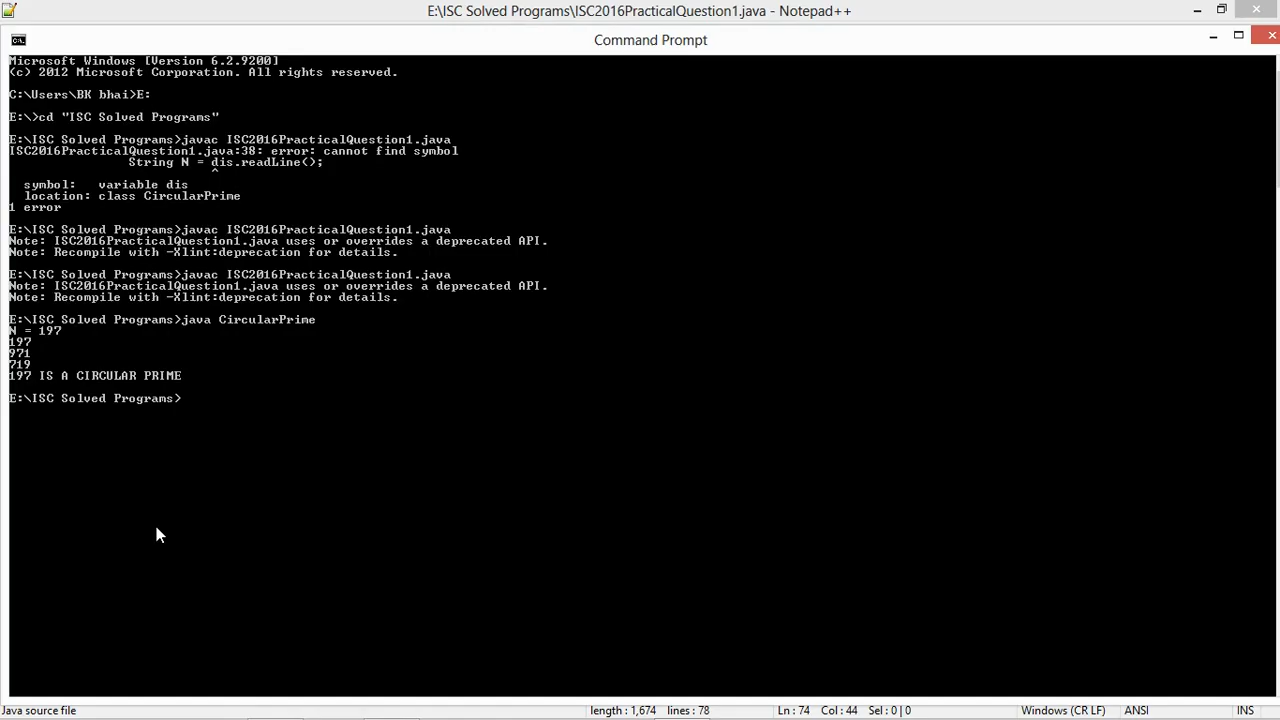 E:\ISC Solved Programs\ISC2016PracticalQuestion1.java - Notepad++
Command Prompt
Microsoft Windows [Version 6.2.9200]
(c) 2012 Microsoft Corporation. All rights reserved.
C:\Users\BK bhai>E:
E:\>cd "ISC Solved Programs"
E:\ISC Solved Programs>javac ISC2016PracticalQuestion1.java
ISC2016PracticalQuestion1.java:38: error: cannot find symbol
String N = dis.readLine();
^
symbol:   variable dis
location: class CircularPrime
1 error
E:\ISC Solved Programs>javac ISC2016PracticalQuestion1.java
Note: ISC2016PracticalQuestion1.java uses or overrides a deprecated API.
Note: Recompile with -Xlint:deprecation for details.
E:\ISC Solved Programs>javac ISC2016PracticalQuestion1.java
Note: ISC2016PracticalQuestion1.java uses or overrides a deprecated API.
Note: Recompile with -Xlint:deprecation for details.
E:\ISC Solved Programs>java CircularPrime
N = 197
197
971
719
197 IS A CIRCULAR PRIME
E:\ISC Solved Programs>
Java source file length : 1,674 lines : 78 Ln : 74 Col : 44 Sel : 0 | 0 Windows (CR LF) ANSI INS